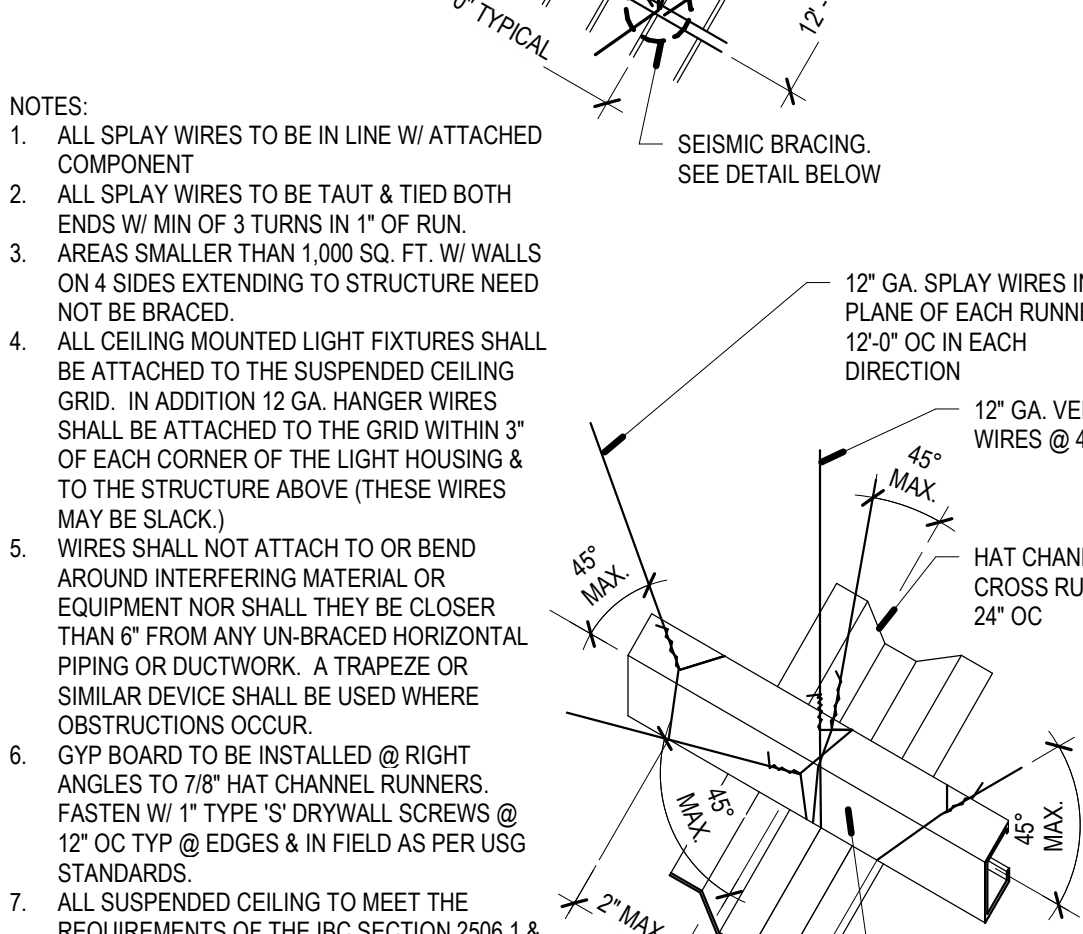 0" TYPICAL
12'-
SEISMIC BRACING.
SEE DETAIL BELOW
NOTES:
1. ALL SPLAY WIRES TO BE IN LINE W/ ATTACHED
COMPONENT
2. ALL SPLAY WIRES TO BE TAUT & TIED BOTH
ENDS W/ MIN OF 3 TURNS IN 1" OF RUN.
3. AREAS SMALLER THAN 1,000 SQ. FT. W/ WALLS
ON 4 SIDES EXTENDING TO STRUCTURE NEED
NOT BE BRACED.
4. ALL CEILING MOUNTED LIGHT FIXTURES SHALL
BE ATTACHED TO THE SUSPENDED CEILING
GRID. IN ADDITION 12 GA. HANGER WIRES
SHALL BE ATTACHED TO THE GRID WITHIN 3"
OF EACH CORNER OF THE LIGHT HOUSING &
TO THE STRUCTURE ABOVE (THESE WIRES
MAY BE SLACK.)
5. WIRES SHALL NOT ATTACH TO OR BEND
AROUND INTERFERING MATERIAL OR
EQUIPMENT NOR SHALL THEY BE CLOSER
THAN 6" FROM ANY UN-BRACED HORIZONTAL
PIPING OR DUCTWORK. A TRAPEZE OR
SIMILAR DEVICE SHALL BE USED WHERE
OBSTRUCTIONS OCCUR.
6. GYP BOARD TO BE INSTALLED @ RIGHT
ANGLES TO 7/8" HAT CHANNEL RUNNERS.
FASTEN W/ 1" TYPE 'S' DRYWALL SCREWS @
12" OC TYP @ EDGES & IN FIELD AS PER USG
STANDARDS.
7. ALL SUSPENDED CEILING TO MEET THE
REQUIREMENTS OF THE IBC SECTION 2506.1 &
12" GA. SPLAY WIRES IN
PLANE OF EACH RUNN
12'-0" OC IN EACH
DIRECTION
12" GA. VE
WIRES @ 4
45°
MAX.
HAT CHAN
CROSS RU
24" OC
45°
MAX.
45°
MAX.
45°
MAX.
2" MAX